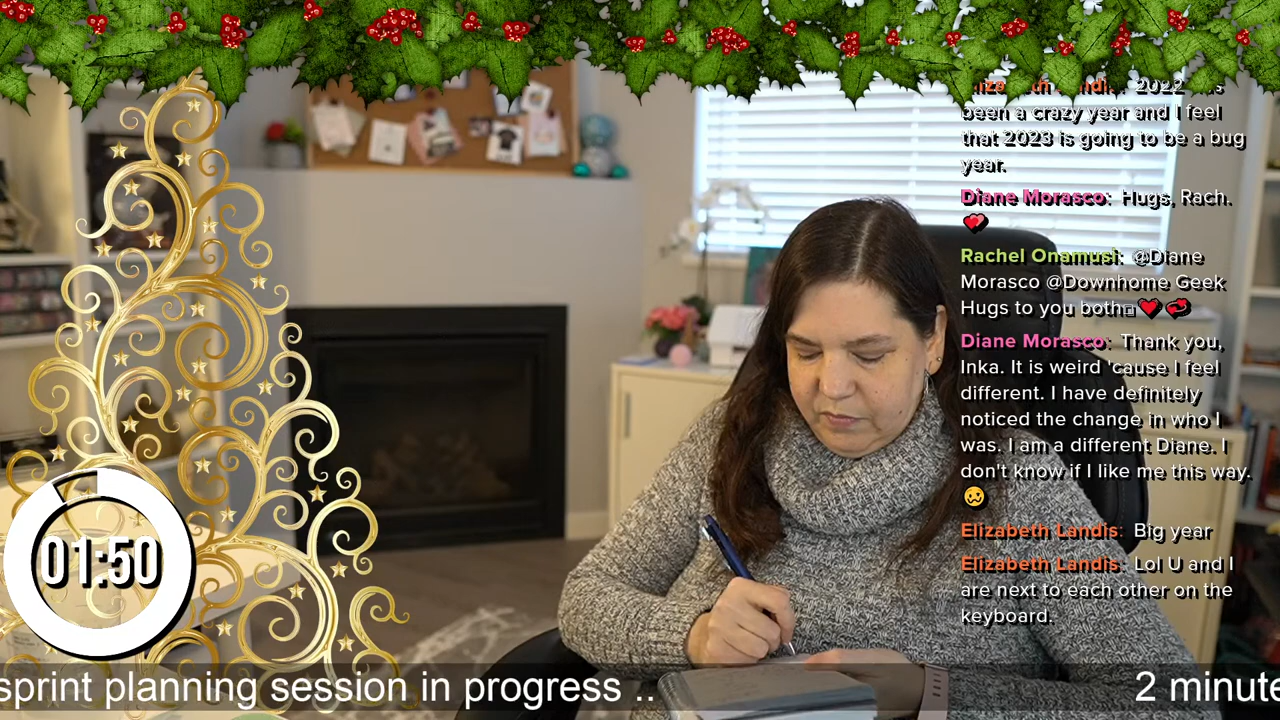 2022
been a crazy year and I feel
that 2023 is going to be a bug
year.
Diane Morasco: Hugs, Rach.
Rachel Onamusi: @Diane
Morasco @Downhome Geek
Hugs to you both
Diane Morasco: Thank you,
Inka. It is weird 'cause I feel
different. I have definitely
noticed the change in who I
was. I am a different Diane. I
don't know if I like me this way.
Elizabeth Landis: Big year
Elizabeth Landis: Lol U and I
are next to each other on the
keyboard.
01:50
sprint planning session in progress .. 2 minute